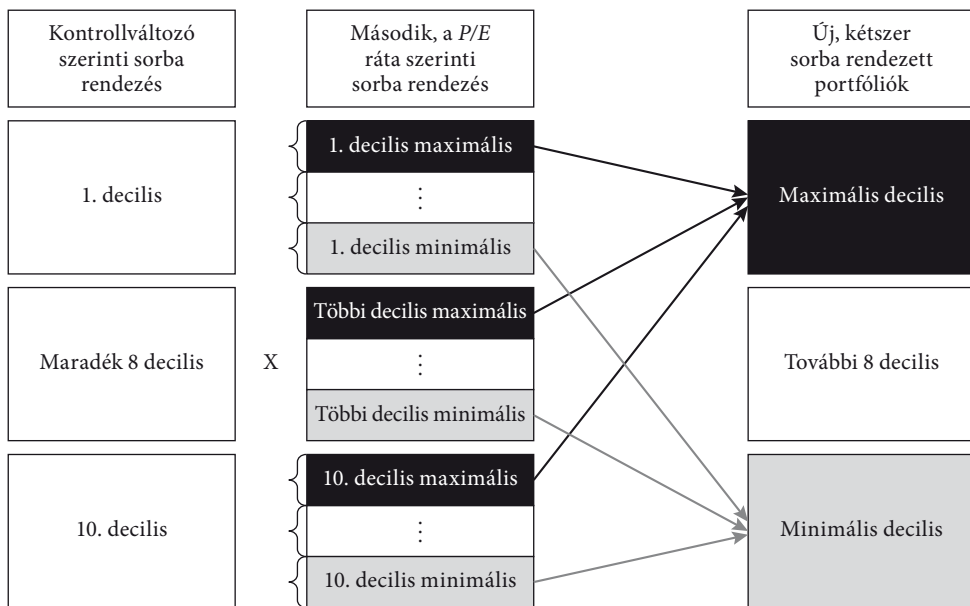 Kontrollváltozó
szerinti sorba
rendezés
Második, a P/E
ráta szerinti
sorba rendezés
Új, kétszer
sorba rendezett
portfóliók
1. decilis
1. decilis maximális
⋮
1. decilis minimális
Maximális decilis
Maradék 8 decilis
X
Többi decilis maximális
⋮
Többi decilis minimális
További 8 decilis
10. decilis
10. decilis maximális
⋮
10. decilis minimális
Minimális decilis